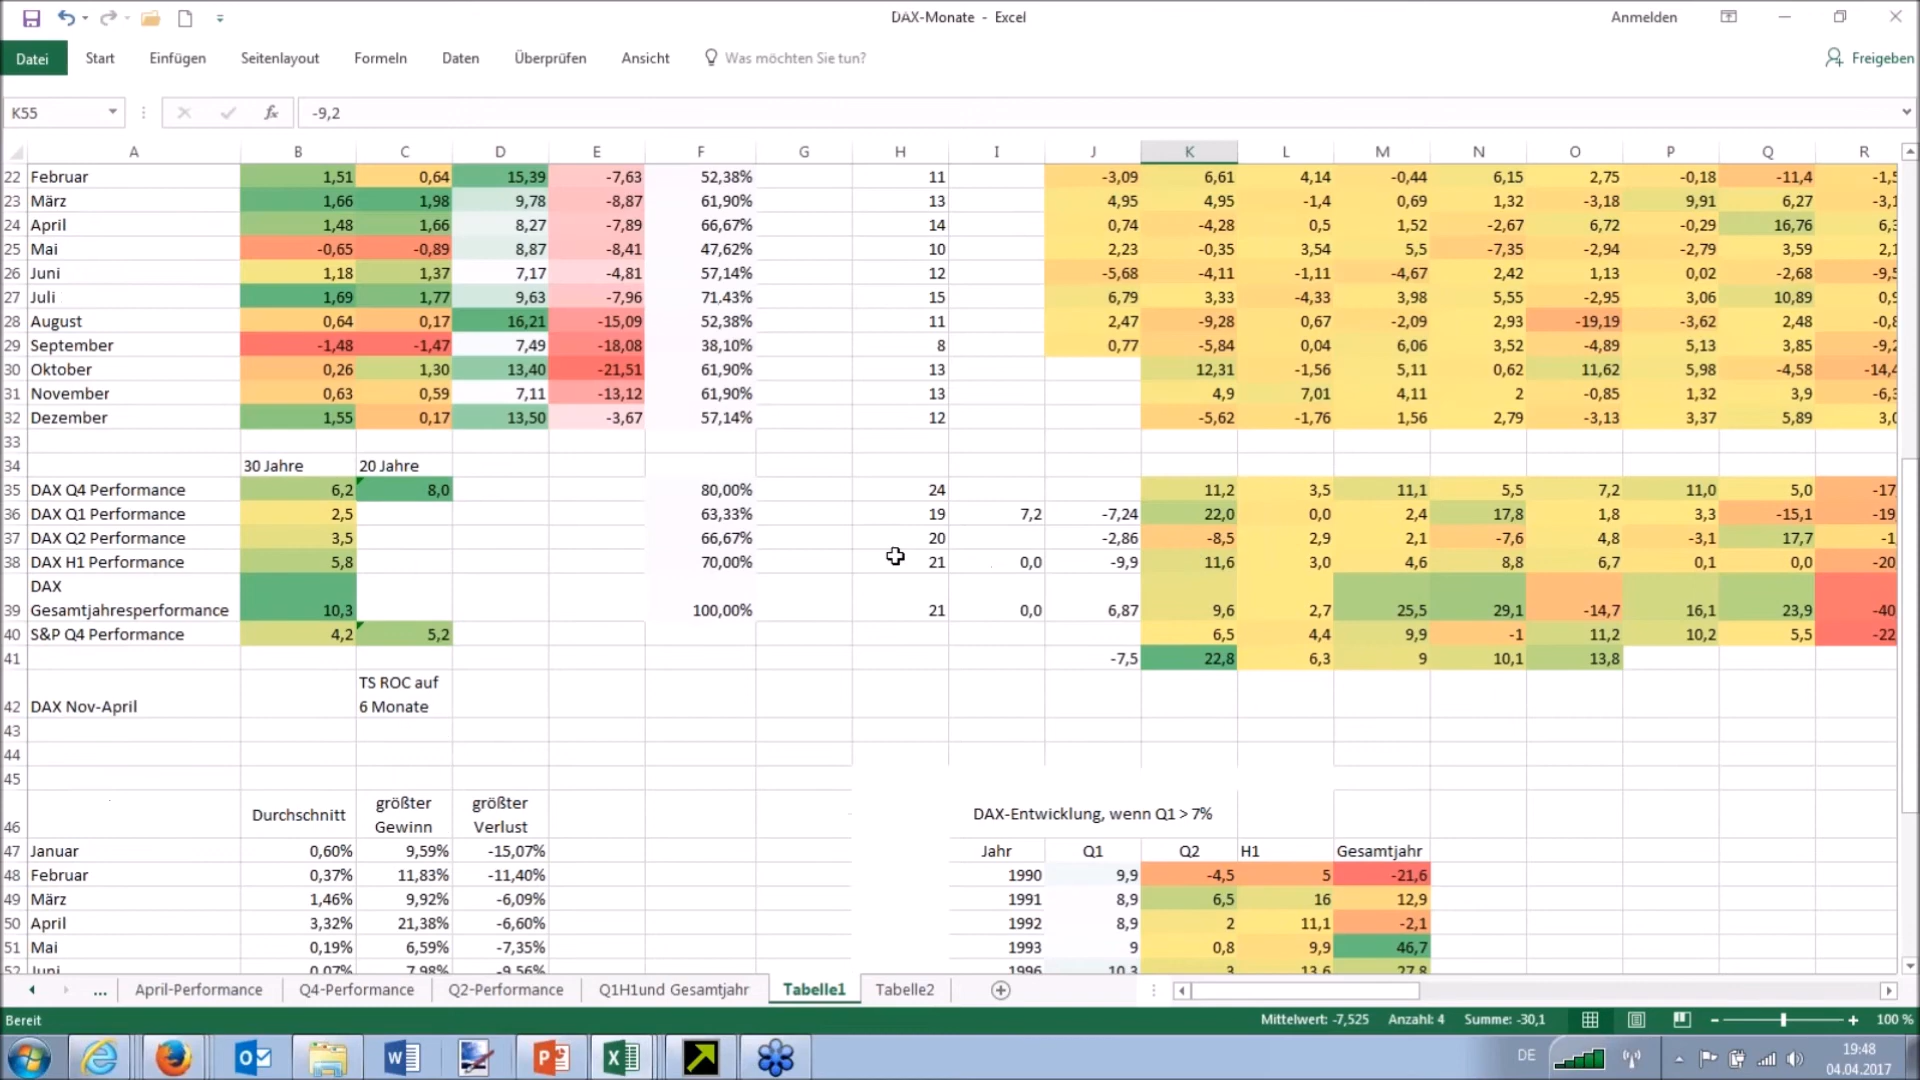 DAX-Monate - Excel
Anmelden
Datei Start Einfügen Seitenlayout Formeln Daten Überprüfen Ansicht Was möchten Sie tun? Freigeben
K55 fx -9,2
A B C D E F G H I J K L M N O P Q R
22 Februar 1,51 0,64 15,39 -7,63 52,38% 11 -3,09 6,61 4,14 -0,44 6,15 2,75 -0,18 -11,4 -1,5
23 März 1,66 1,98 9,78 -8,87 61,90% 13 4,95 4,95 -1,4 0,69 1,32 -3,18 9,91 6,27 -3,1
24 April 1,48 1,66 8,27 -7,89 66,67% 14 0,74 -4,28 0,5 1,52 -2,67 6,72 -0,29 16,76 6,3
25 Mai -0,65 -0,89 8,87 -8,41 47,62% 10 2,23 -0,35 3,54 5,5 -7,35 -2,94 -2,79 3,59 2,1
26 Juni 1,18 1,37 7,17 -4,81 57,14% 12 -5,68 -4,11 -1,11 -4,67 2,42 1,13 0,02 -2,68 -9,5
27 Juli 1,69 1,77 9,63 -7,96 71,43% 15 6,79 3,33 -4,33 3,98 5,55 -2,95 3,06 10,89 0,9
28 August 0,64 0,17 16,21 -15,09 52,38% 11 2,47 -9,28 0,67 -2,09 2,93 -19,19 -3,62 2,48 -0,8
29 September -1,48 -1,47 7,49 -18,08 38,10% 8 0,77 -5,84 0,04 6,06 3,52 -4,89 5,13 3,85 -9,2
30 Oktober 0,26 1,30 13,40 -21,51 61,90% 13 12,31 -1,56 5,11 0,62 11,62 5,98 -4,58 -14,4
31 November 0,63 0,59 7,11 -13,12 61,90% 13 4,9 7,01 4,11 2 -0,85 1,32 3,9 -6,3
32 Dezember 1,55 0,17 13,50 -3,67 57,14% 12 -5,62 -1,76 1,56 2,79 -3,13 3,37 5,89 3,0
33
34 30 Jahre 20 Jahre
35 DAX Q4 Performance 6,2 8,0 80,00% 24 11,2 3,5 11,1 5,5 7,2 11,0 5,0 -17,
36 DAX Q1 Performance 2,5 63,33% 19 7,2 -7,24 22,0 0,0 2,4 17,8 1,8 3,3 -15,1 -19,
37 DAX Q2 Performance 3,5 66,67% 20 -2,86 -8,5 2,9 2,1 -7,6 4,8 -3,1 17,7 -1,
38 DAX H1 Performance 5,8 70,00% 21 0,0 -9,9 11,6 3,0 4,6 8,8 6,7 0,1 0,0 -20
DAX
39 Gesamtjahresperformance 10,3 100,00% 21 0,0 6,87 9,6 2,7 25,5 29,1 -14,7 16,1 23,9 -40
40 S&P Q4 Performance 4,2 5,2 6,5 4,4 9,9 -1 11,2 10,2 5,5 -22
41 -7,5 22,8 6,3 9 10,1 13,8
TS ROC auf
42 DAX Nov-April 6 Monate
43
44
45
größter größter
Durchschnitt DAX-Entwicklung, wenn Q1 > 7%
46 Gewinn Verlust
47 Januar 0,60% 9,59% -15,07% Jahr Q1 Q2 H1 Gesamtjahr
48 Februar 0,37% 11,83% -11,40% 1990 9,9 -4,5 5 -21,6
49 März 1,46% 9,92% -6,09% 1991 8,9 6,5 16 12,9
50 April 3,32% 21,38% -6,60% 1992 8,9 2 11,1 -2,1
51 Mai 0,19% 6,59% -7,35% 1993 9 0,8 9,9 46,7
52 Juni 0,07% 7,98% -9,56% 1996 10,3 3 13,6 27,8
... April-Performance Q4-Performance Q2-Performance Q1H1und Gesamtjahr Tabelle1 Tabelle2
Bereit Mittelwert: -7,525 Anzahl: 4 Summe: -30,1 100 %
DE 19:48
04.04.2017